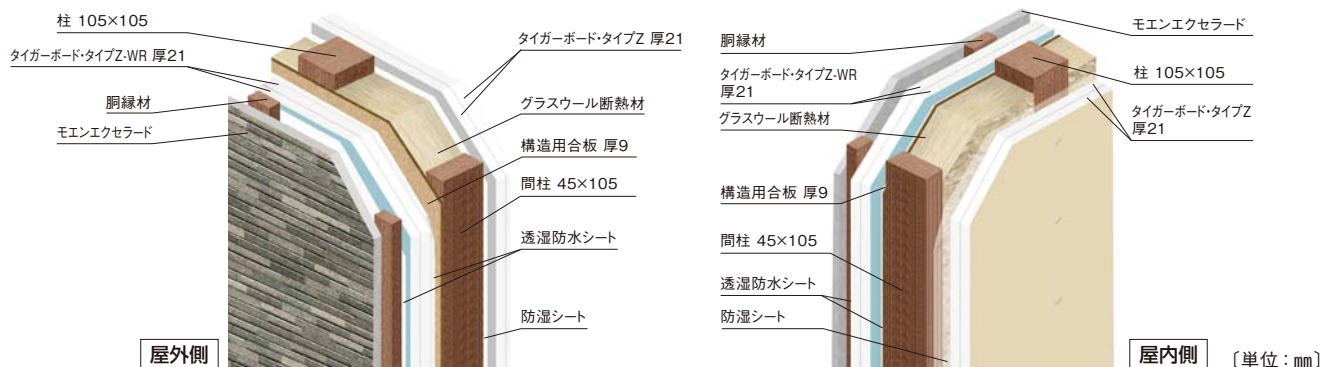 柱 105×105
タイガーボード・タイプZ-WR 厚21
胴縁材
モエンエクセラード
タイガーボード・タイプZ 厚21
グラスウール断熱材
構造用合板 厚9
間柱 45×105
透湿防水シート
防湿シート
屋外側
モエンエクセラード
胴縁材
タイガーボード・タイプZ-WR
厚21
グラスウール断熱材
柱 105×105
タイガーボード・タイプZ
厚21
構造用合板 厚9
間柱 45×105
透湿防水シート
防湿シート
屋内側
〔単位:㎜〕